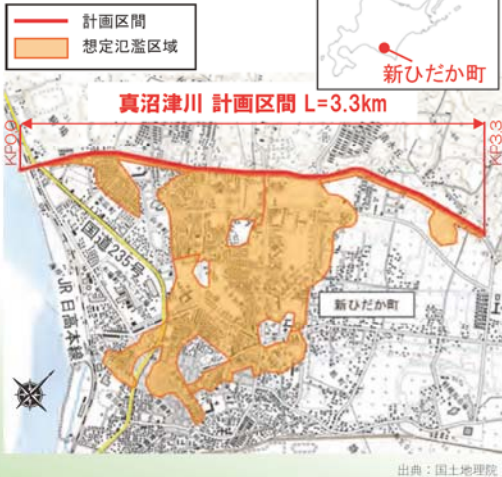 計画区間
想定氾濫区域
新ひだか町
真沼津川 計画区間 L=3.3km
KP0.0
KP3.3
国道235号
JR日高本線
新ひだか町
出典：国土地理院